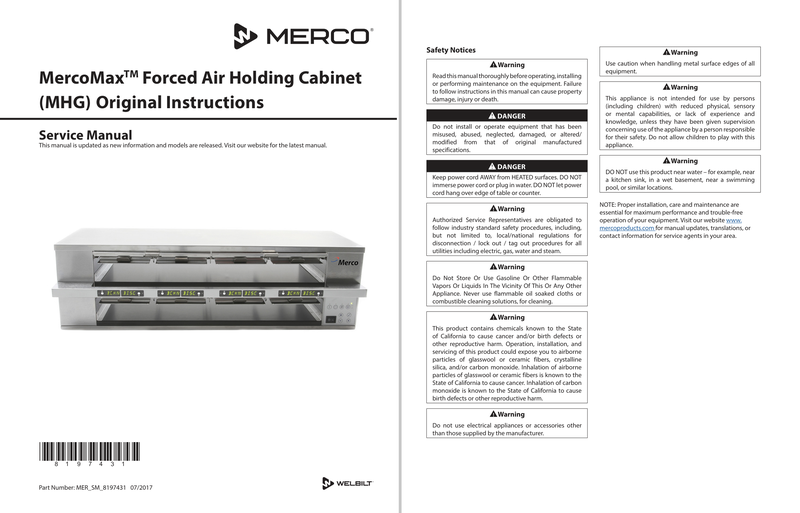 MERCO®
MercoMax™ Forced Air Holding Cabinet
(MHG) Original Instructions
Service Manual
This manual is updated as new information and models are released. Visit our website for the latest manual.
Merco
8 1 9 7 4 3 1
Part Number: MER_SM_8197431 07/2017
WELBILT
Safety Notices
Warning
Read this manual thoroughly before operating, installing
or performing maintenance on the equipment. Failure
to follow instructions in this manual can cause property
damage, injury or death.
DANGER
Do not install or operate equipment that has been
misused, abused, neglected, damaged, or altered/
modified from that of original manufactured
specifications.
DANGER
Keep power cord AWAY from HEATED surfaces. DO NOT
immerse power cord or plug in water. DO NOT let power
cord hang over edge of table or counter.
Warning
Authorized Service Representatives are obligated to
follow industry standard safety procedures, including,
but not limited to, local/national regulations for
disconnection / lock out / tag out procedures for all
utilities including electric, gas, water and steam.
Warning
Do Not Store Or Use Gasoline Or Other Flammable
Vapors Or Liquids In The Vicinity Of This Or Any Other
Appliance. Never use flammable oil soaked cloths or
combustible cleaning solutions, for cleaning.
Warning
This product contains chemicals known to the State
of California to cause cancer and/or birth defects or
other reproductive harm. Operation, installation, and
servicing of this product could expose you to airborne
particles of glasswool or ceramic fibers, crystalline
silica, and/or carbon monoxide. Inhalation of airborne
particles of glasswool or ceramic fibers is known to the
State of California to cause cancer. Inhalation of carbon
monoxide is known to the State of California to cause
birth defects or other reproductive harm.
Warning
Do not use electrical appliances or accessories other
than those supplied by the manufacturer.
Warning
Use caution when handling metal surface edges of all
equipment.
Warning
This appliance is not intended for use by persons
(including children) with reduced physical, sensory
or mental capabilities, or lack of experience and
knowledge, unless they have been given supervision
concerning use of the appliance by a person responsible
for their safety. Do not allow children to play with this
appliance.
Warning
DO NOT use this product near water – for example, near
a kitchen sink, in a wet basement, near a swimming
pool, or similar locations.
NOTE: Proper installation, care and maintenance are
essential for maximum performance and trouble-free
operation of your equipment. Visit our website www.
mercoproducts.com for manual updates, translations, or
contact information for service agents in your area.